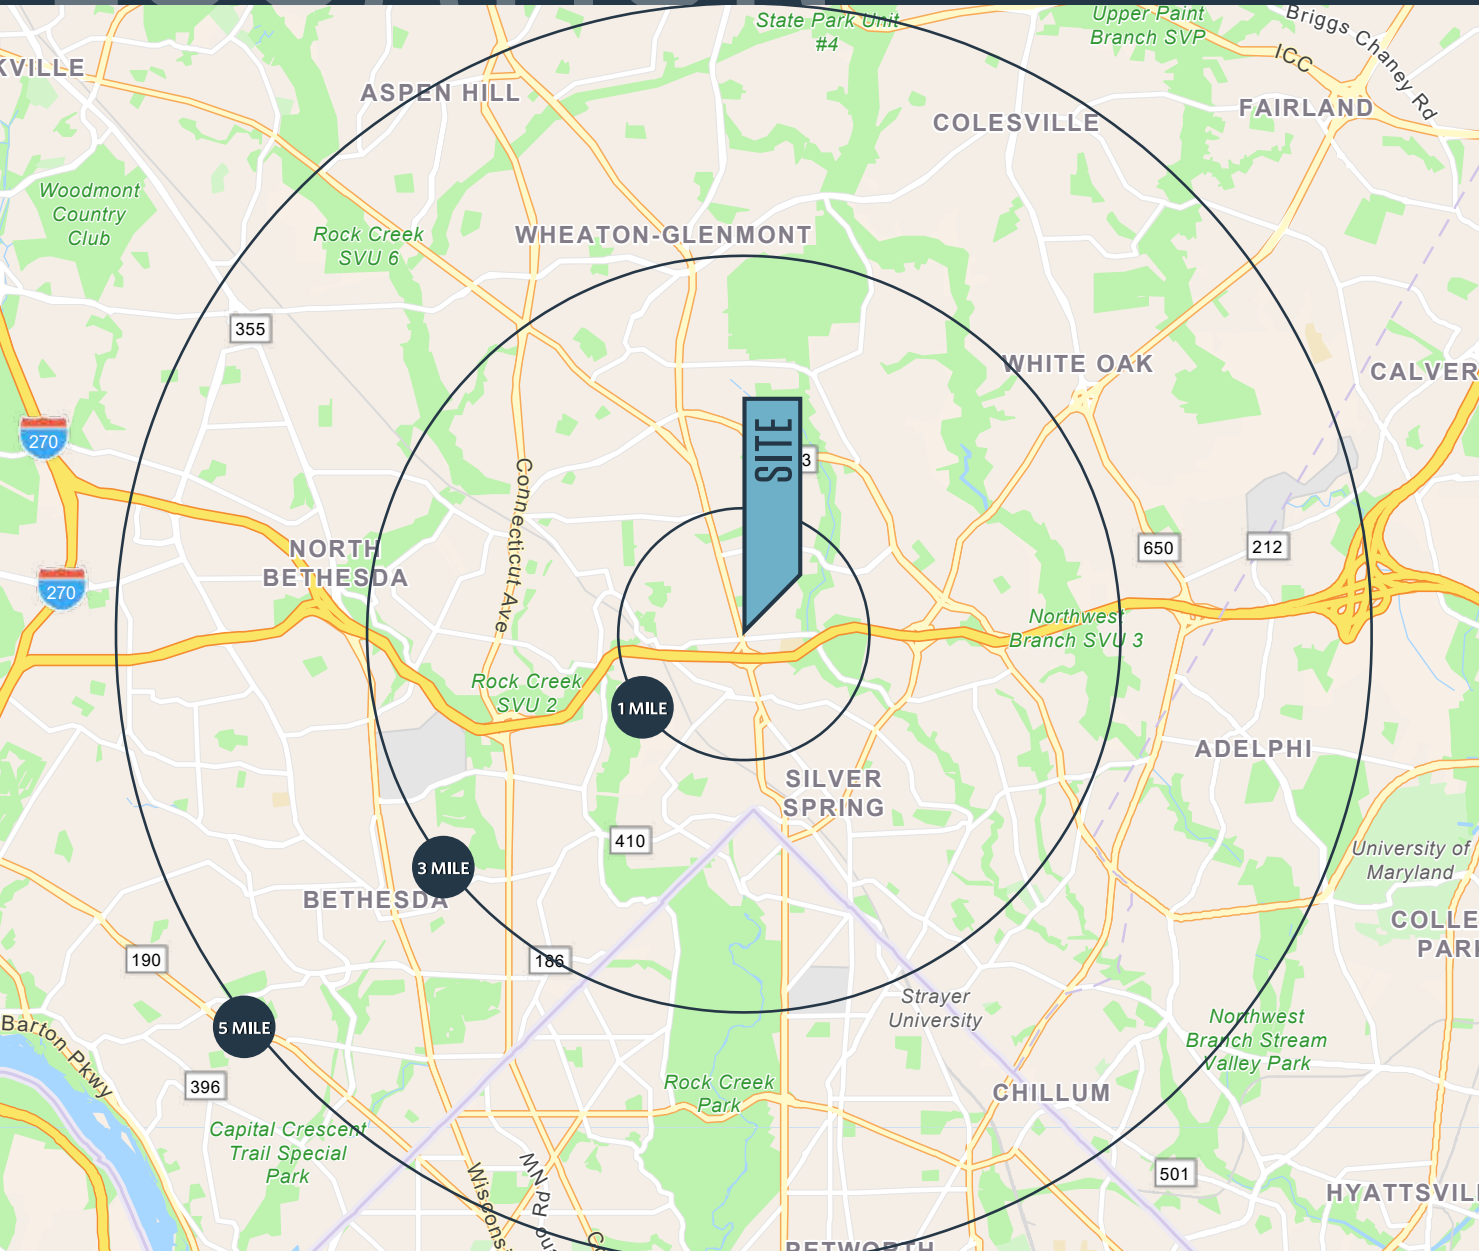 State Park Unit
#4
Upper Paint
Branch SVP
Briggs Chaney Rd
ICC
KVILLE
ASPEN HILL
COLESVILLE
FAIRLAND
Woodmont
Country
Club
Rock Creek
SVU 6
WHEATON-GLENMONT
355
WHITE OAK
CALVER
270
SITE
3
Connecticut Ave
NORTH
BETHESDA
650
212
270
Northwest
Branch SVU 3
Rock Creek
SVU 2
1 MILE
ADELPHI
SILVER
SPRING
410
University of
Maryland
3 MILE
BETHESDA
COLLE
PARK
190
186
Strayer
University
5 MILE
Barton Pkwy
Northwest
Branch Stream
Valley Park
396
Rock Creek
Park
CHILLUM
Capital Crescent
Trail Special
Park
Wisconsi
501
HYATTSVIL
PETWORTH